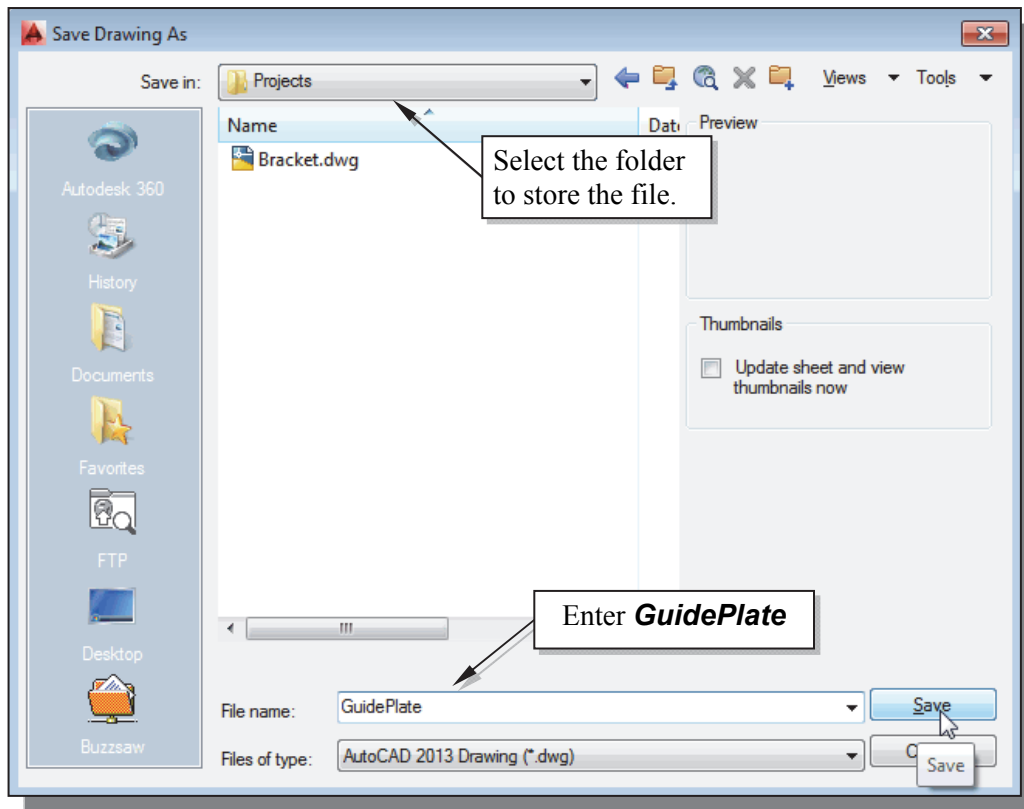 Save Drawing As
Save in:
Projects
Views
Tools
Name
Preview
Bracket.dwg
Select the folder
to store the file.
Autodesk 360
History
Documents
Favorites
FTP
Desktop
Buzzsaw
Thumbnails
Update sheet and view
thumbnails now
Enter GuidePlate
File name:
GuidePlate
Save
Files of type:
AutoCAD 2013 Drawing (*.dwg)
Save